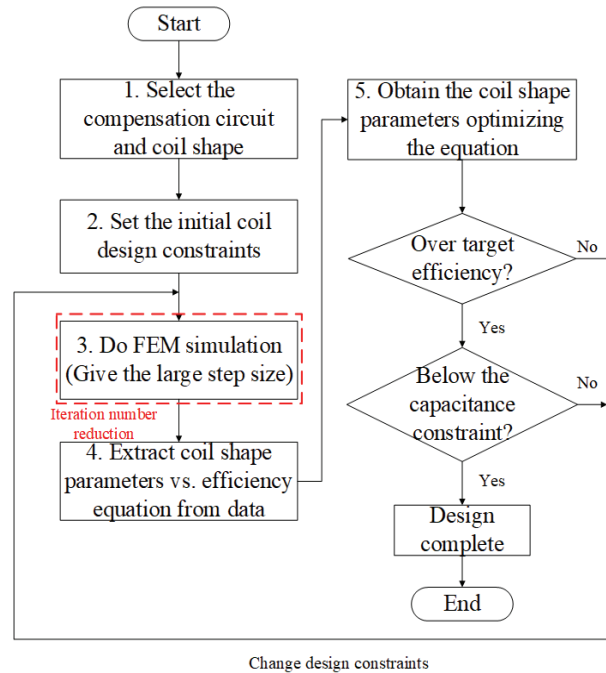 Start
1. Select the
compensation circuit
and coil shape
2. Set the initial coil
design constraints
3. Do FEM simulation
(Give the large step size)
Iteration number
reduction
4. Extract coil shape
parameters vs. efficiency
equation from data
5. Obtain the coil shape
parameters optimizing
the equation
Over target
efficiency?
No
Yes
Below the
capacitance
constraint?
No
Yes
Design
complete
End
Change design constraints